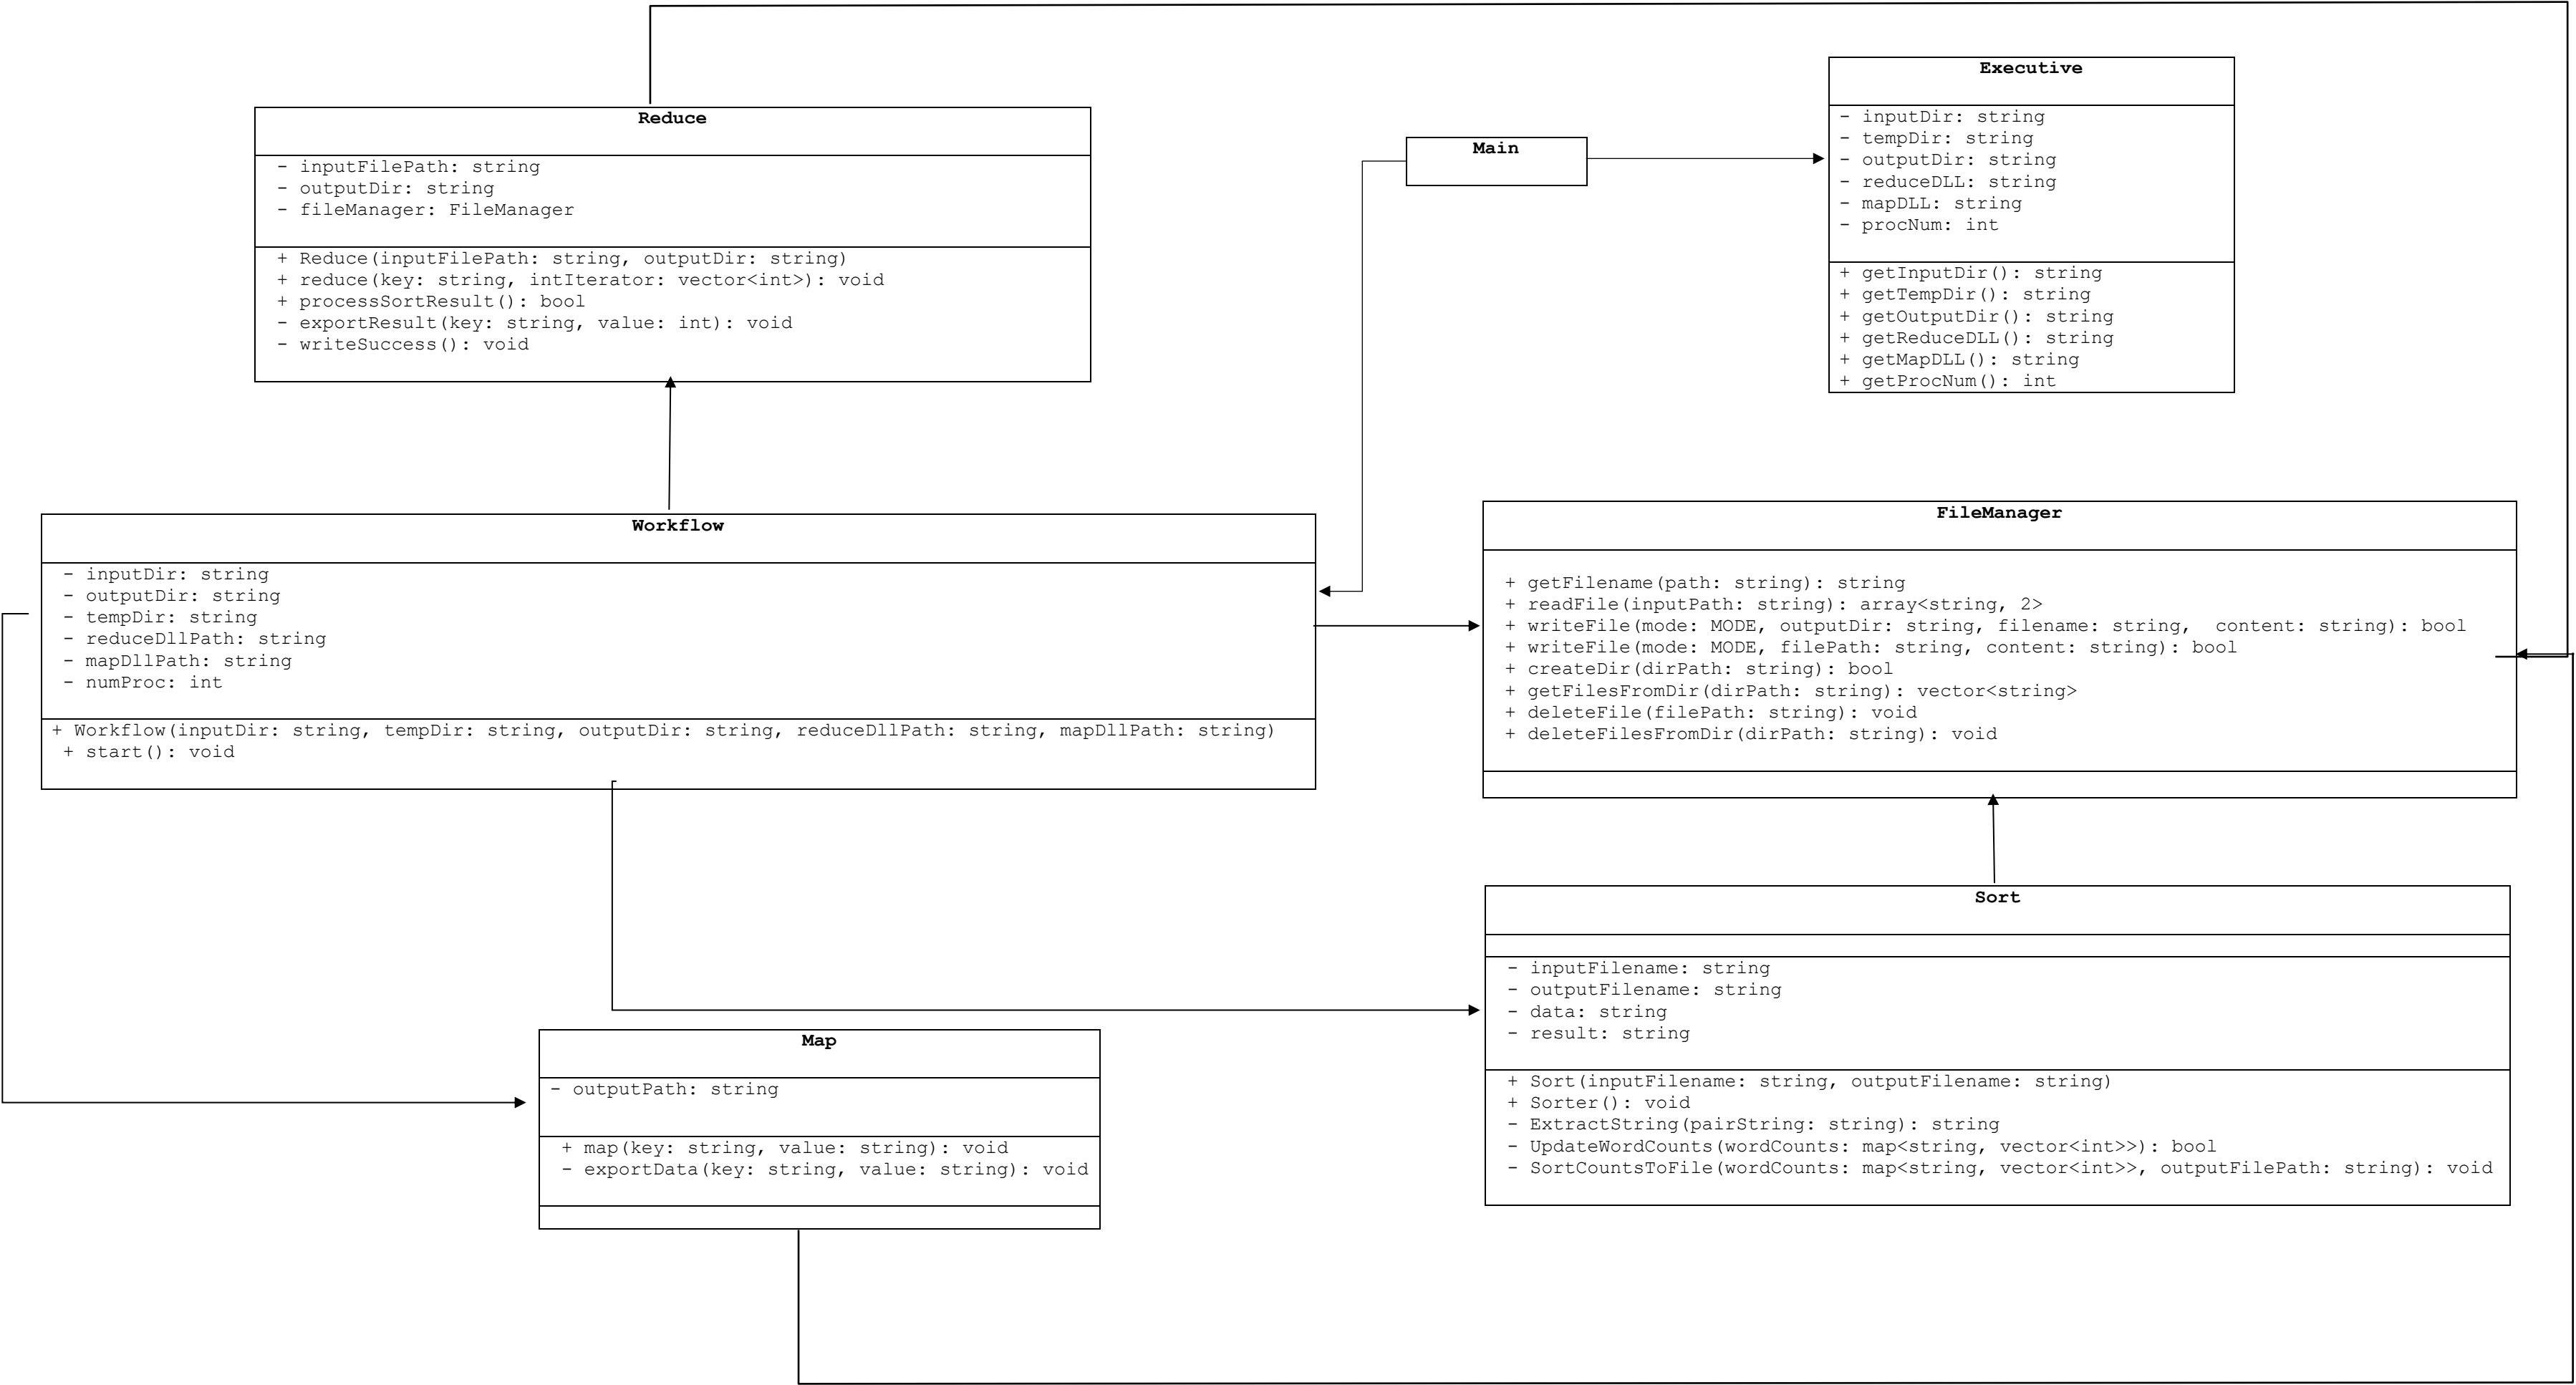 Reduce
- inputFilePath: string
- outputDir: string
- fileManager: FileManager
+ Reduce(inputFilePath: string, outputDir: string)
+ reduce(key: string, intIterator: vector<int>): void
+ processSortResult(): bool
- exportResult(key: string, value: int): void
- writeSuccess(): void
Main
Executive
- inputDir: string
- tempDir: string
- outputDir: string
- reduceDLL: string
- mapDLL: string
- procNum: int
+ getInputDir(): string
+ getTempDir(): string
+ getOutputDir(): string
+ getReduceDLL(): string
+ getMapDLL(): string
+ getProcNum(): int
Workflow
- inputDir: string
- outputDir: string
- tempDir: string
- reduceDllPath: string
- mapDllPath: string
- numProc: int
+ Workflow(inputDir: string, tempDir: string, outputDir: string, reduceDllPath: string, mapDllPath: string)
+ start(): void
FileManager
+ getFilename(path: string): string
+ readFile(inputPath: string): array<string, 2>
+ writeFile(mode: MODE, outputDir: string, filename: string, content: string): bool
+ writeFile(mode: MODE, filePath: string, content: string): bool
+ createDir(dirPath: string): bool
+ getFilesFromDir(dirPath: string): vector<string>
+ deleteFile(filePath: string): void
+ deleteFilesFromDir(dirPath: string): void
Map
- outputPath: string
+ map(key: string, value: string): void
- exportData(key: string, value: string): void
Sort
- inputFilename: string
- outputFilename: string
- data: string
- result: string
+ Sort(inputFilename: string, outputFilename: string)
+ Sorter(): void
- ExtractString(pairString: string): string
- UpdateWordCounts(wordCounts: map<string, vector<int>>): bool
- SortCountsToFile(wordCounts: map<string, vector<int>>, outputFilePath: string): void